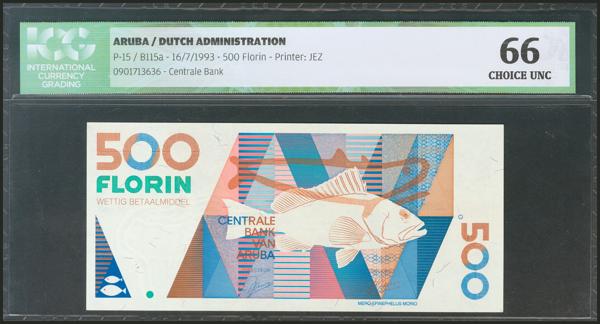 ICG
INTERNATIONAL
CURRENCY
GRADING
ARUBA / DUTCH ADMINISTRATION
P-15 / B115a - 16/7/1993 - 500 Florin - Printer: JEZ
0901713636 - Centrale Bank
66
CHOICE UNC
500
FLORIN
WETTIG BETAALMIDDEL
CENTRALE
BANK
VAN
ARUBA
500
MERO-EPINEPHELUS MORIO